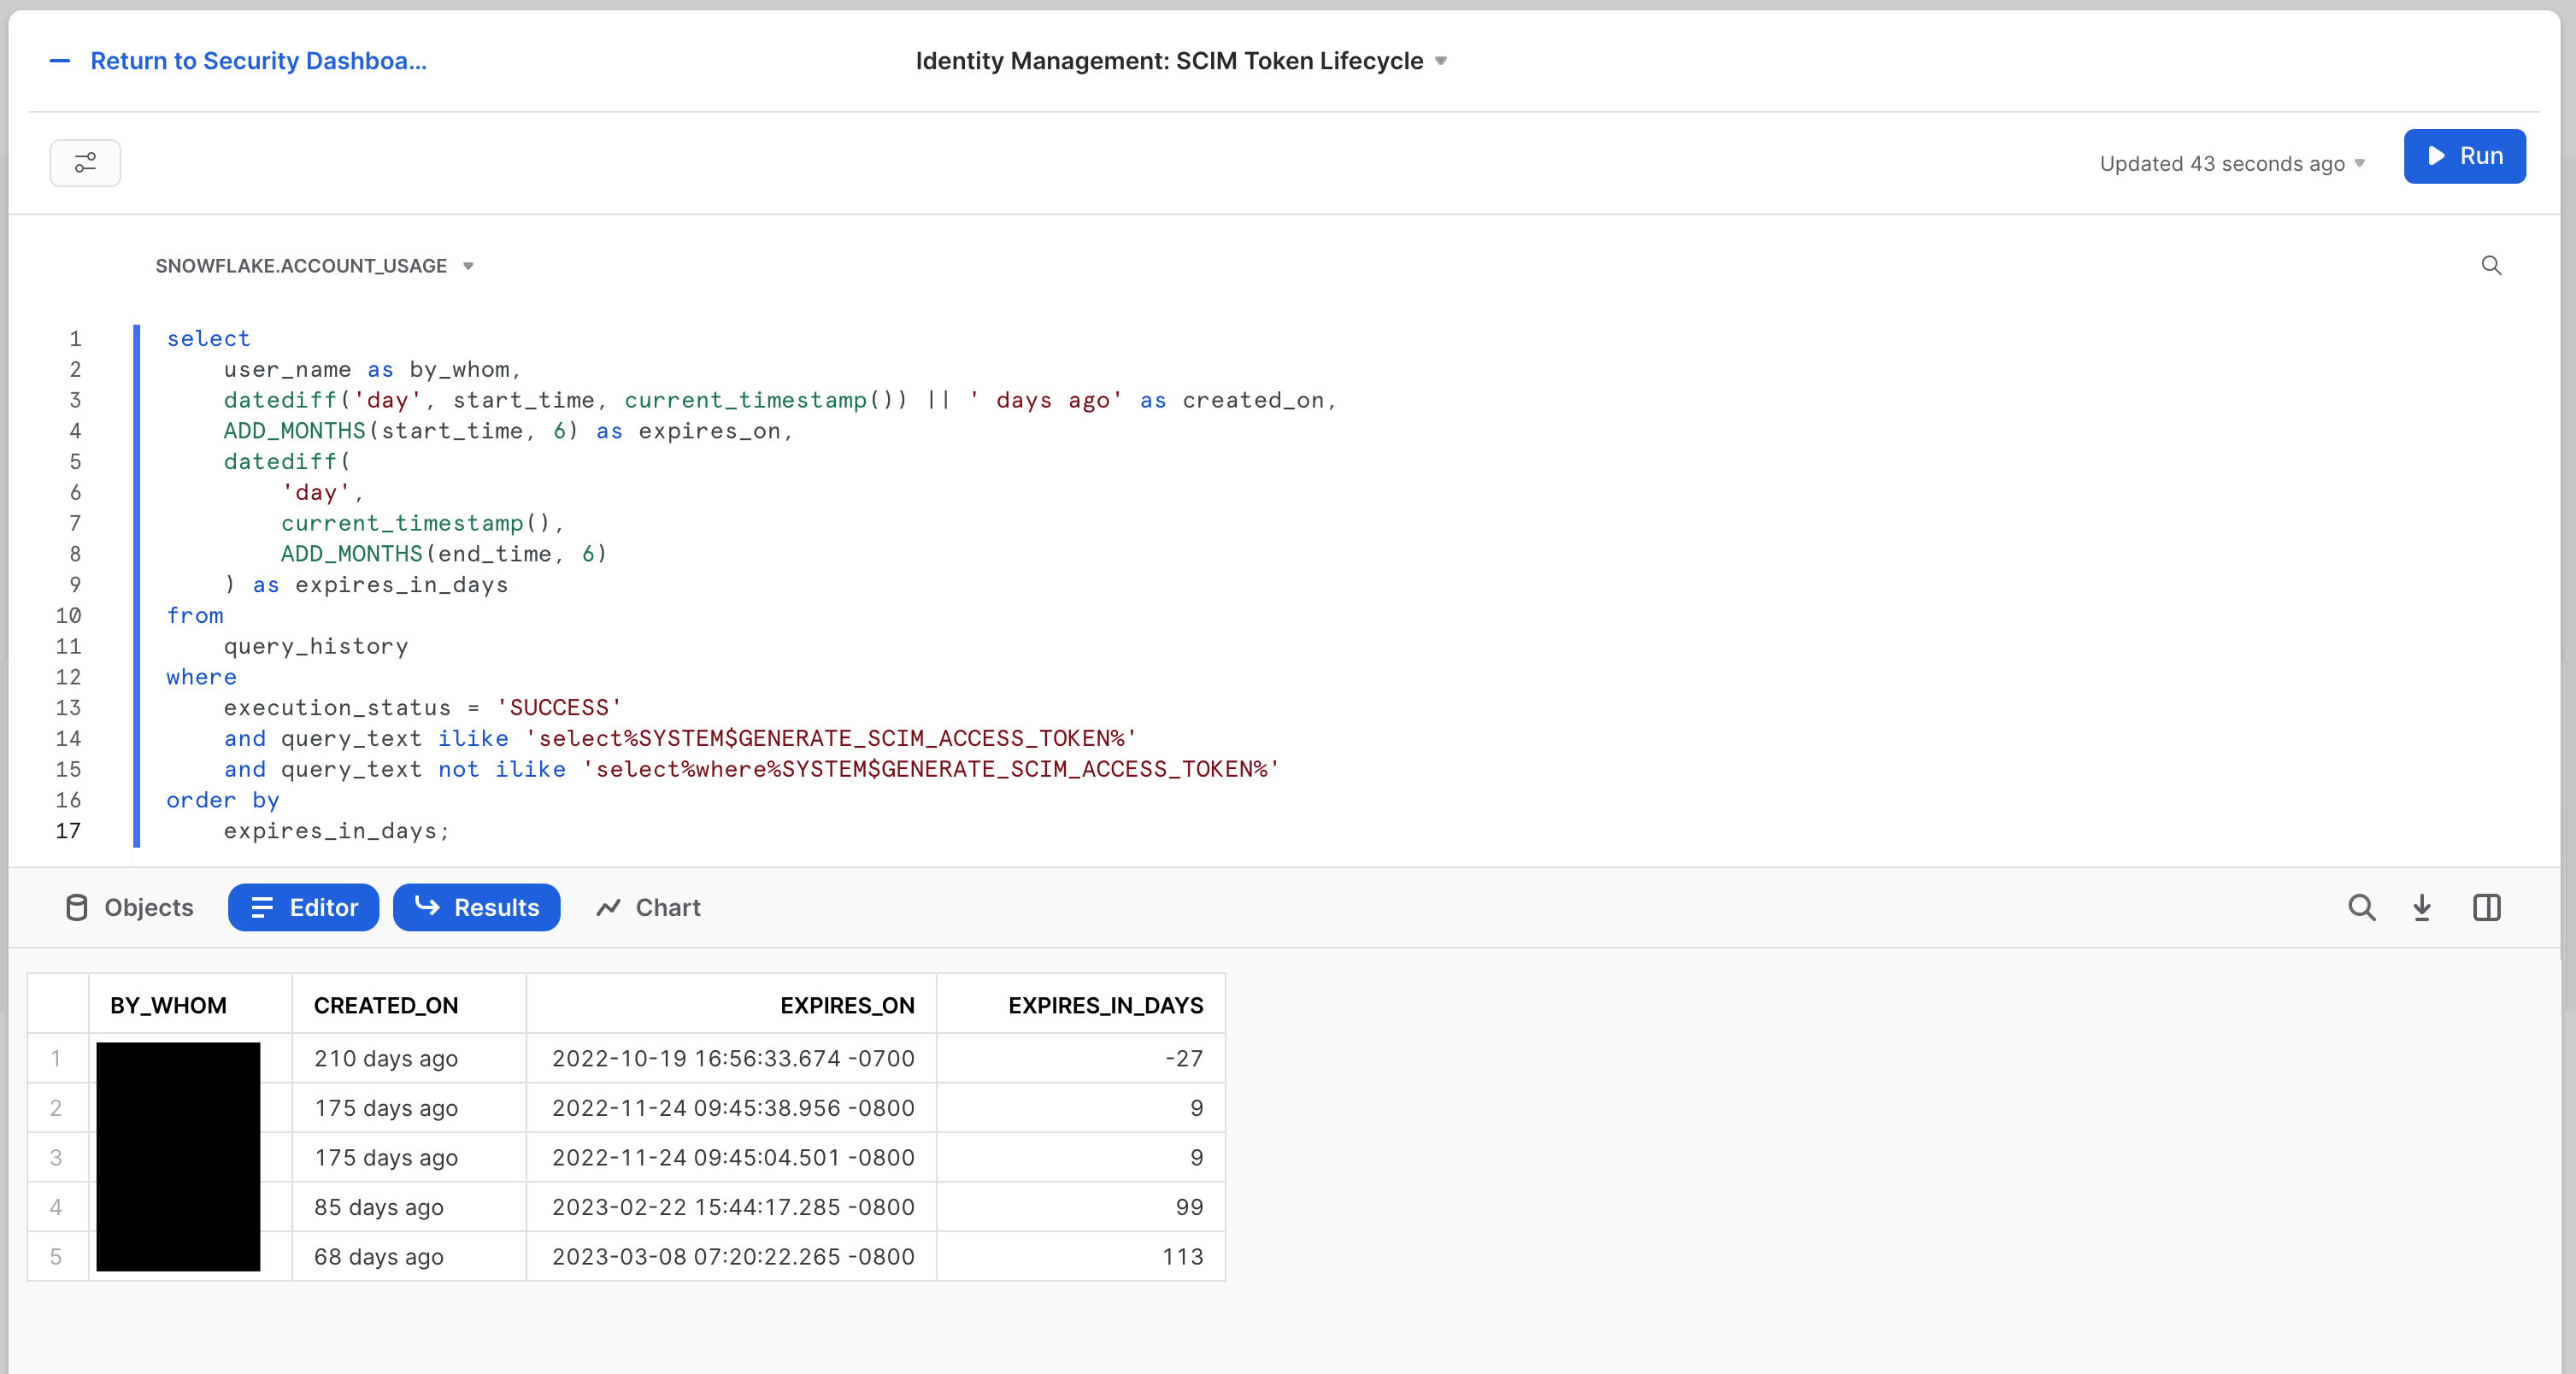 Return to Security Dashboa...
Identity Management: SCIM Token Lifecycle
Updated 43 seconds ago
Run
SNOWFLAKE.ACCOUNT_USAGE
1 select
2 user_name as by_whom,
3 datediff('day', start_time, current_timestamp()) || ' days ago' as created_on,
4 ADD_MONTHS(start_time, 6) as expires_on,
5 datediff(
6 'day',
7 current_timestamp(),
8 ADD_MONTHS(end_time, 6)
9 ) as expires_in_days
10 from
11 query_history
12 where
13 execution_status = 'SUCCESS'
14 and query_text ilike 'select%SYSTEM$GENERATE_SCIM_ACCESS_TOKEN%'
15 and query_text not ilike 'select%where%SYSTEM$GENERATE_SCIM_ACCESS_TOKEN%'
16 order by
17 expires_in_days;
Objects Editor Results Chart
BY_WHOM CREATED_ON EXPIRES_ON EXPIRES_IN_DAYS
1 210 days ago 2022-10-19 16:56:33.674 -0700 -27
2 175 days ago 2022-11-24 09:45:38.956 -0800 9
3 175 days ago 2022-11-24 09:45:04.501 -0800 9
4 85 days ago 2023-02-22 15:44:17.285 -0800 99
5 68 days ago 2023-03-08 07:20:22.265 -0800 113